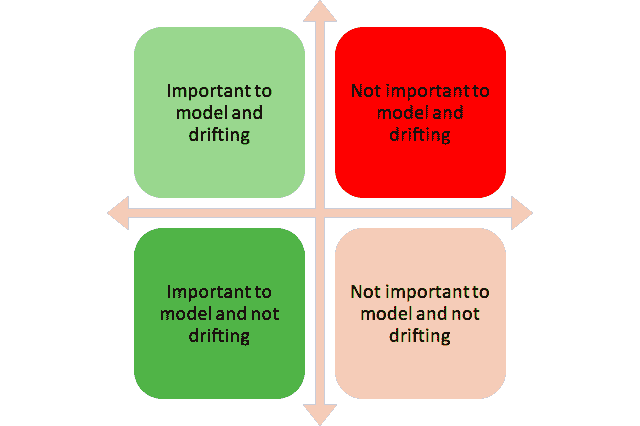 Important to
model and
drifting
Not important to
model and
drifting
Important to
model and not
drifting
Not important to
model and not
drifting